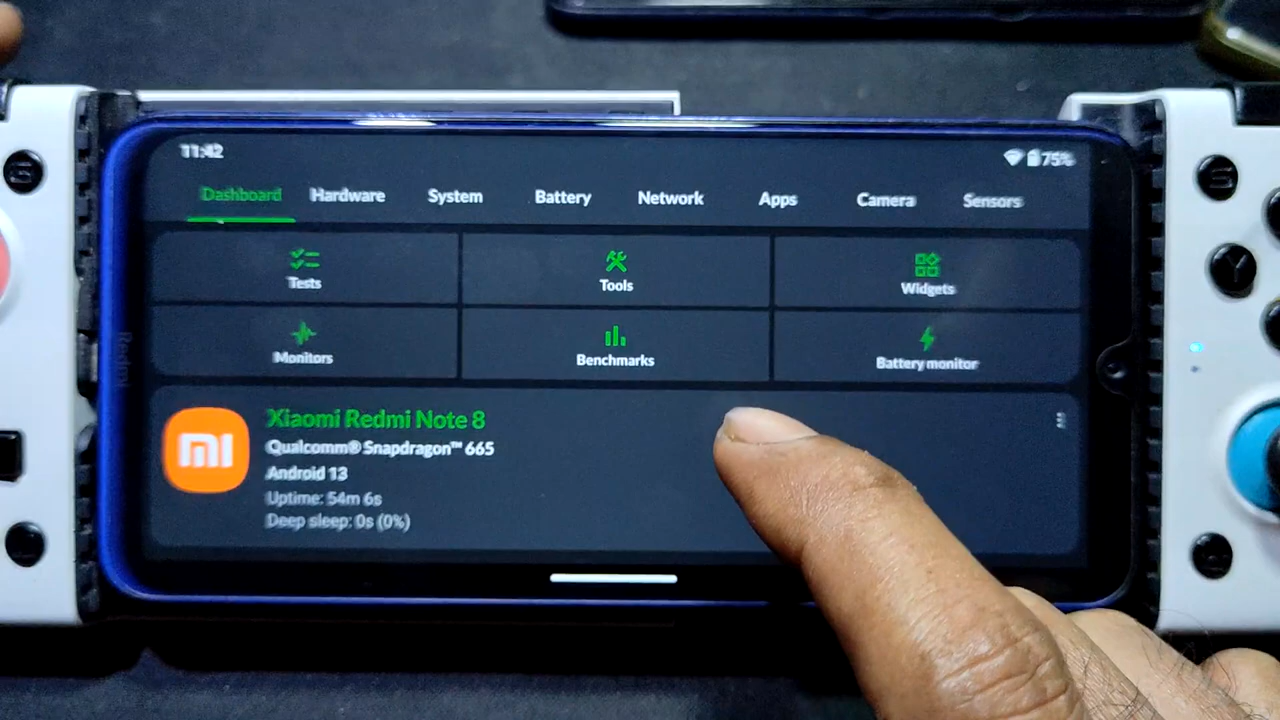 11:42
75%
Dashboard Hardware System Battery Network Apps Camera Sensors
Tests Tools Widgets
Monitors Benchmarks Battery monitor
Xiaomi Redmi Note 8
Qualcomm® Snapdragon™ 665
Android 13
Uptime: 54m 6s
Deep sleep: 0s (0%)
Redmi
S
Y